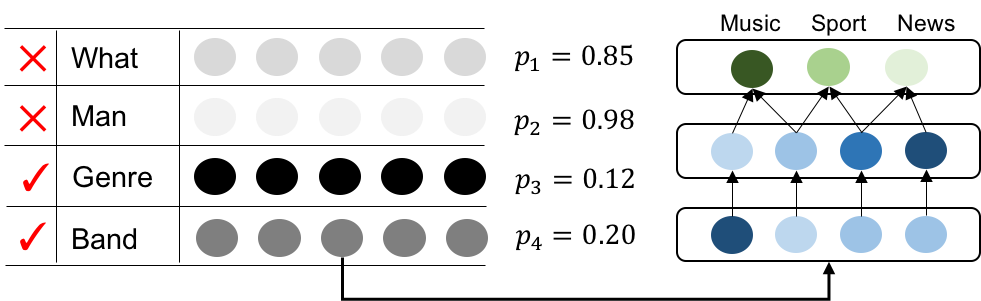 Music Sport News
What p₁ = 0.85
Man p₂ = 0.98
Genre p₃ = 0.12
Band p₄ = 0.20